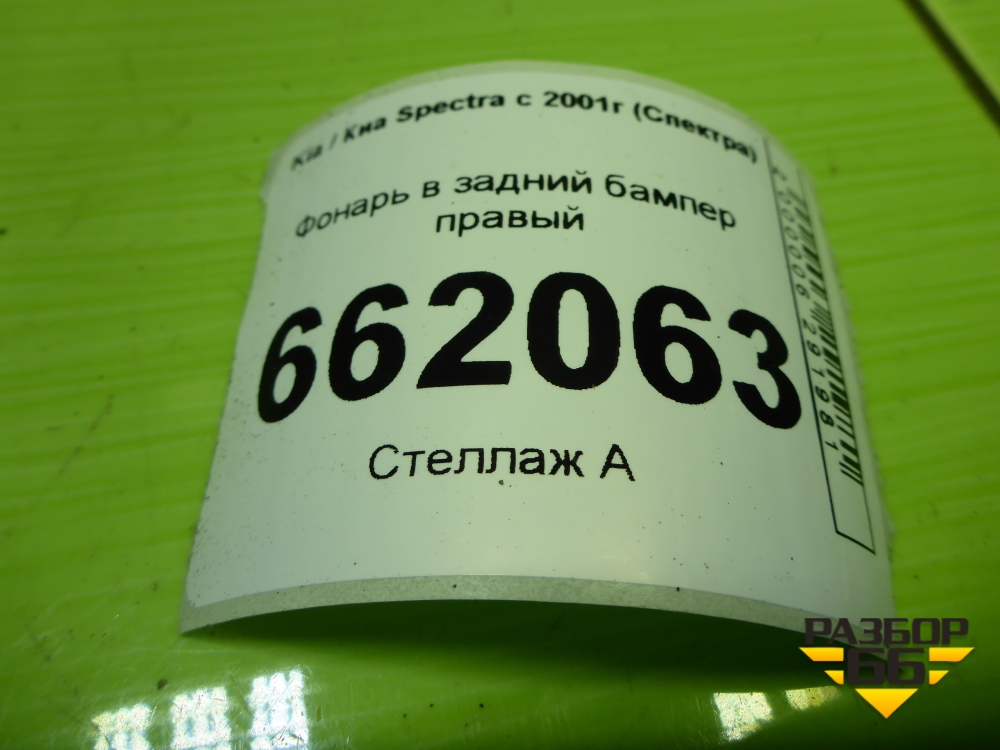 Kia / Киа Spectra с 2001г (Спектра)
Фонарь в задний бампер
правый
662063
Стеллаж А
РАЗБОР
66